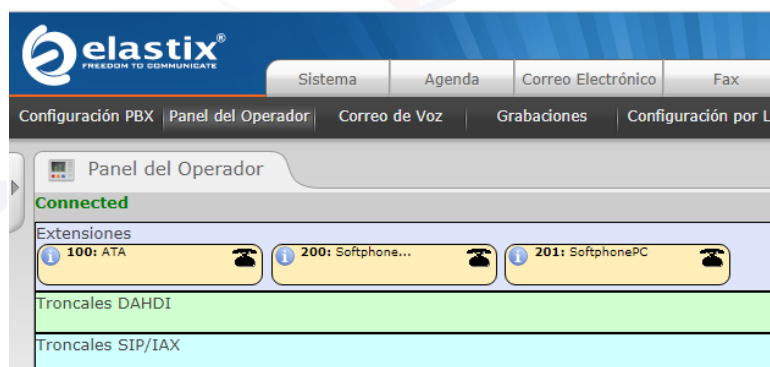 elastix®
FREEDOM TO COMMUNICATE
Sistema Agenda Correo Electrónico Fax
Configuración PBX Panel del Operador Correo de Voz Grabaciones Configuración por L
Panel del Operador
Connected
Extensiones
100: ATA 200: Softphone... 201: SoftphonePC
Troncales DAHDI
Troncales SIP/IAX